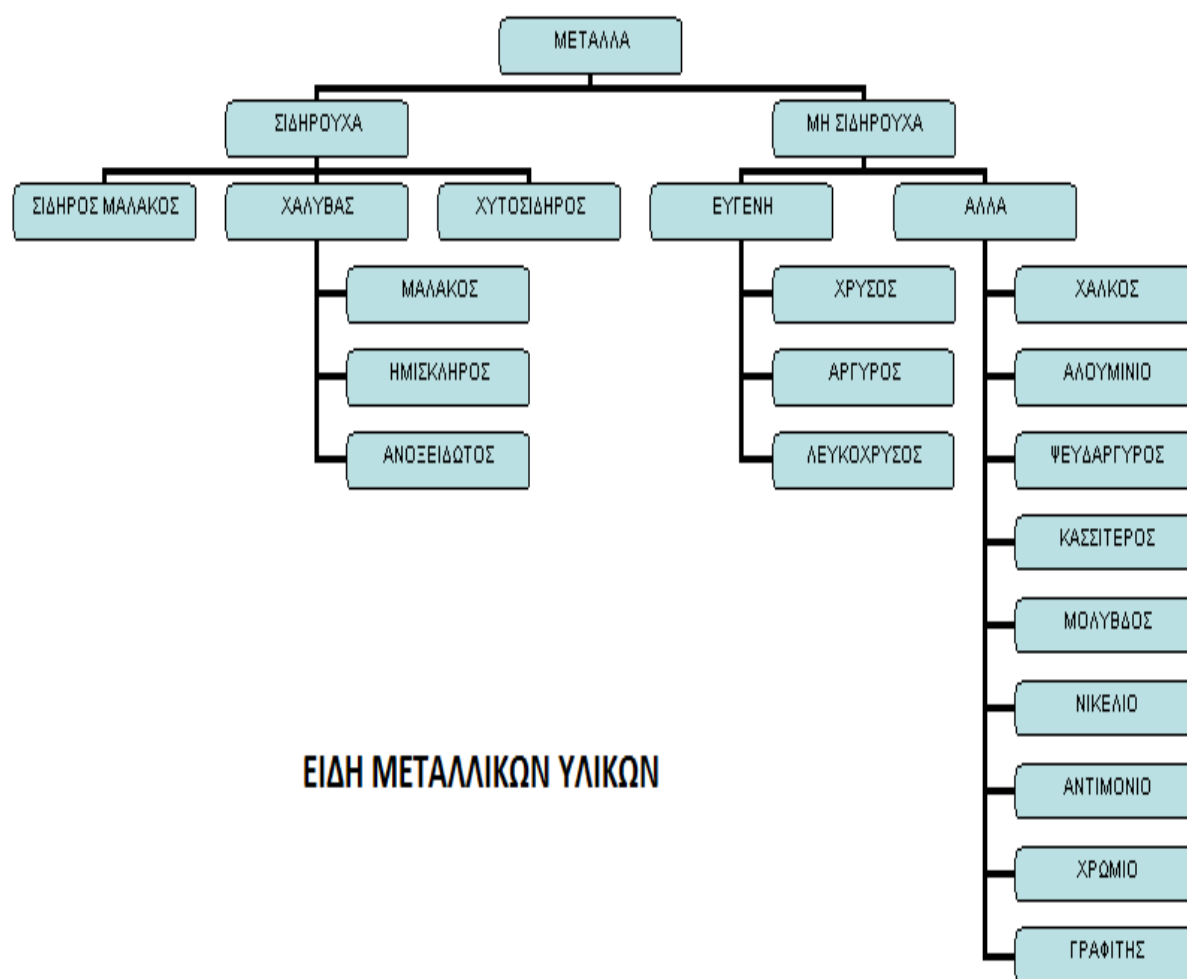 ΜΕΤΑΛΛΑ
ΣΙΔΗΡΟΥΧΑ
ΜΗ ΣΙΔΗΡΟΥΧΑ
ΣΙΔΗΡΟΣ ΜΑΛΑΚΟΣ
ΧΑΛΥΒΑΣ
ΧΥΤΟΣΙΔΗΡΟΣ
ΕΥΓΕΝΗ
ΑΛΛΑ
ΜΑΛΑΚΟΣ
ΗΜΙΣΚΛΗΡΟΣ
ΑΝΟΞΕΙΔΩΤΟΣ
ΧΡΥΣΟΣ
ΑΡΓΥΡΟΣ
ΛΕΥΚΟΧΡΥΣΟΣ
ΧΑΛΚΟΣ
ΑΛΟΥΜΙΝΙΟ
ΨΕΥΔΑΡΓΥΡΟΣ
ΚΑΣΣΙΤΕΡΟΣ
ΜΟΛΥΒΔΟΣ
ΝΙΚΕΛΙΟ
ΑΝΤΙΜΟΝΙΟ
ΧΡΩΜΙΟ
ΓΡΑΦΙΤΗΣ
ΕΙΔΗ ΜΕΤΑΛΛΙΚΩΝ ΥΛΙΚΩΝ